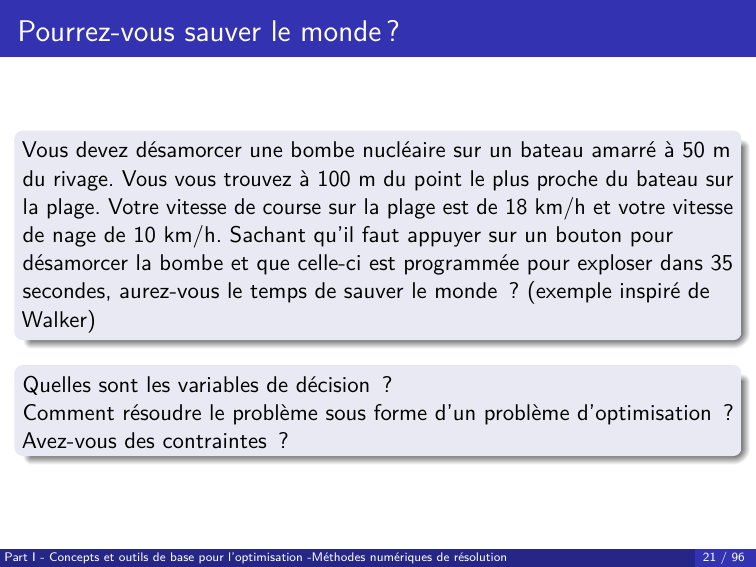 Pourrez-vous sauver le monde ?
Vous devez désamorcer une bombe nucléaire sur un bateau amarré à 50 m
du rivage. Vous vous trouvez à 100 m du point le plus proche du bateau sur
la plage. Votre vitesse de course sur la plage est de 18 km/h et votre vitesse
de nage de 10 km/h. Sachant qu'il faut appuyer sur un bouton pour
désamorcer la bombe et que celle-ci est programmée pour exploser dans 35
secondes, aurez-vous le temps de sauver le monde ? (exemple inspiré de
Walker)
Quelles sont les variables de décision ?
Comment résoudre le problème sous forme d'un problème d'optimisation ?
Avez-vous des contraintes ?
Part I - Concepts et outils de base pour l'optimisation -Méthodes numériques de résolution 21 / 96